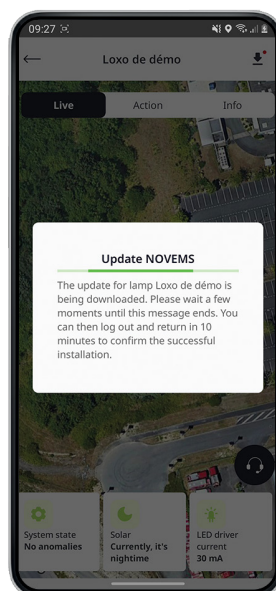 09:27
Loxo de démo
Live Action Info
Update NOVEMS
The update for lamp Loxo de démo is
being downloaded. Please wait a few
moments until this message ends. You
can then log out and return in 10
minutes to confirm the successful
installation.
System state
No anomalies
Solar
Currently, it's
nightime
LED driver
current
30 mA